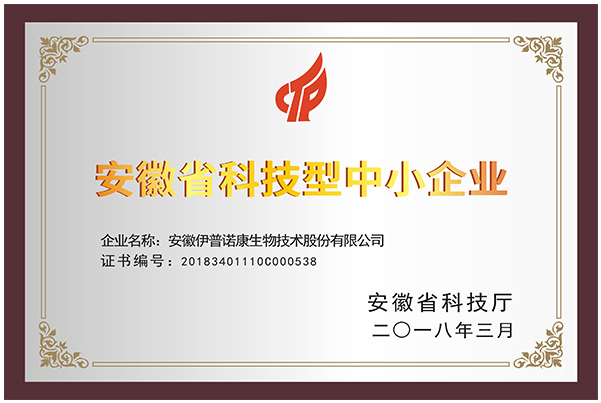 CTP
安徽省科技型中小企业
企业名称：安徽伊普诺康生物技术股份有限公司
证书编号：20183401110C000538
安徽省科技厅
二〇一八年三月